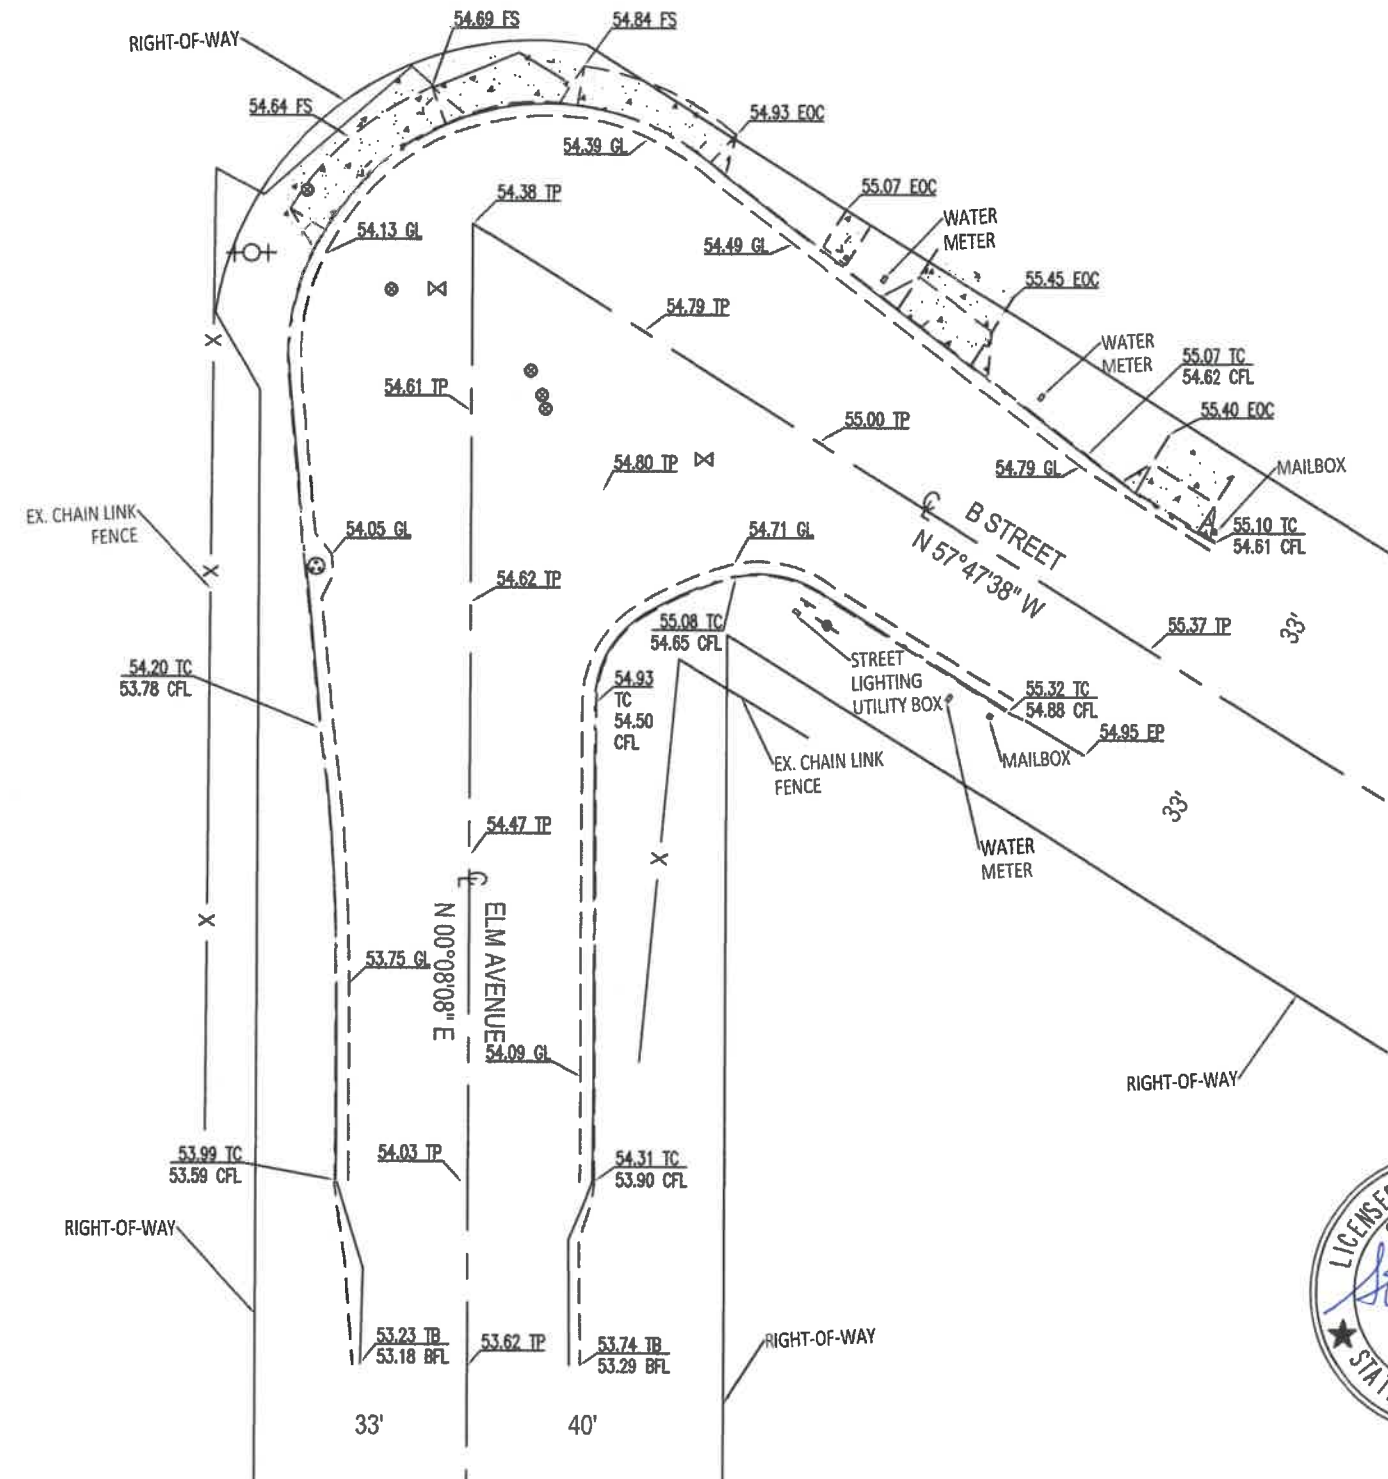 54.69 FS
54.84 FS
RIGHT-OF-WAY
54.64 FS
54.93 EOC
54.39 GL
55.07 EOC
54.38 TP
WATER
METER
54.13 GL
54.49 GL
55.45 EOC
54.79 TP
WATER
METER
55.07 TC
54.62 CFL
X
54.61 TP
55.40 EOC
55.00 TP
54.80 TP
54.79 GL
MAILBOX
EX. CHAIN LINK
FENCE
℄ B STREET
N 57°47'38" W
55.10 TC
54.61 CFL
54.05 GL
54.71 GL
X
54.62 TP
33'
55.37 TP
55.08 TC
54.65 CFL
STREET
LIGHTING
UTILITY BOX
54.20 TC
53.78 CFL
54.93
TC
54.50
CFL
55.32 TC
54.88 CFL
54.95 EP
MAILBOX
EX. CHAIN LINK
FENCE
33'
54.47 TP
X
WATER
METER
℄
ELM AVENUE
N 00°08'08" E
X
53.75 GL
54.09 GL
RIGHT-OF-WAY
53.99 TC
53.59 CFL
54.03 TP
54.31 TC
53.90 CFL
RIGHT-OF-WAY
LICENSE
53.23 TB
53.18 BFL
53.62 TP
53.74 TB
53.29 BFL
RIGHT-OF-WAY
STAT
33'
40'